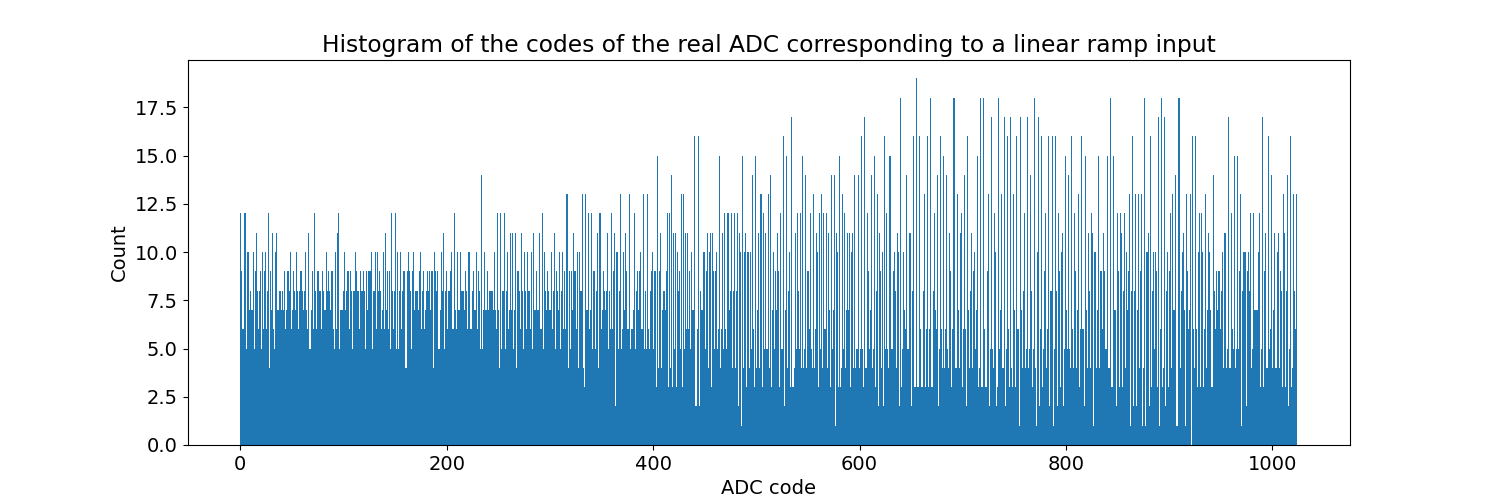 Histogram of the codes of the real ADC corresponding to a linear ramp input
17.5
15.0
12.5
10.0
7.5
5.0
2.5
0.0
Count
0 200 400 600 800 1000
ADC code